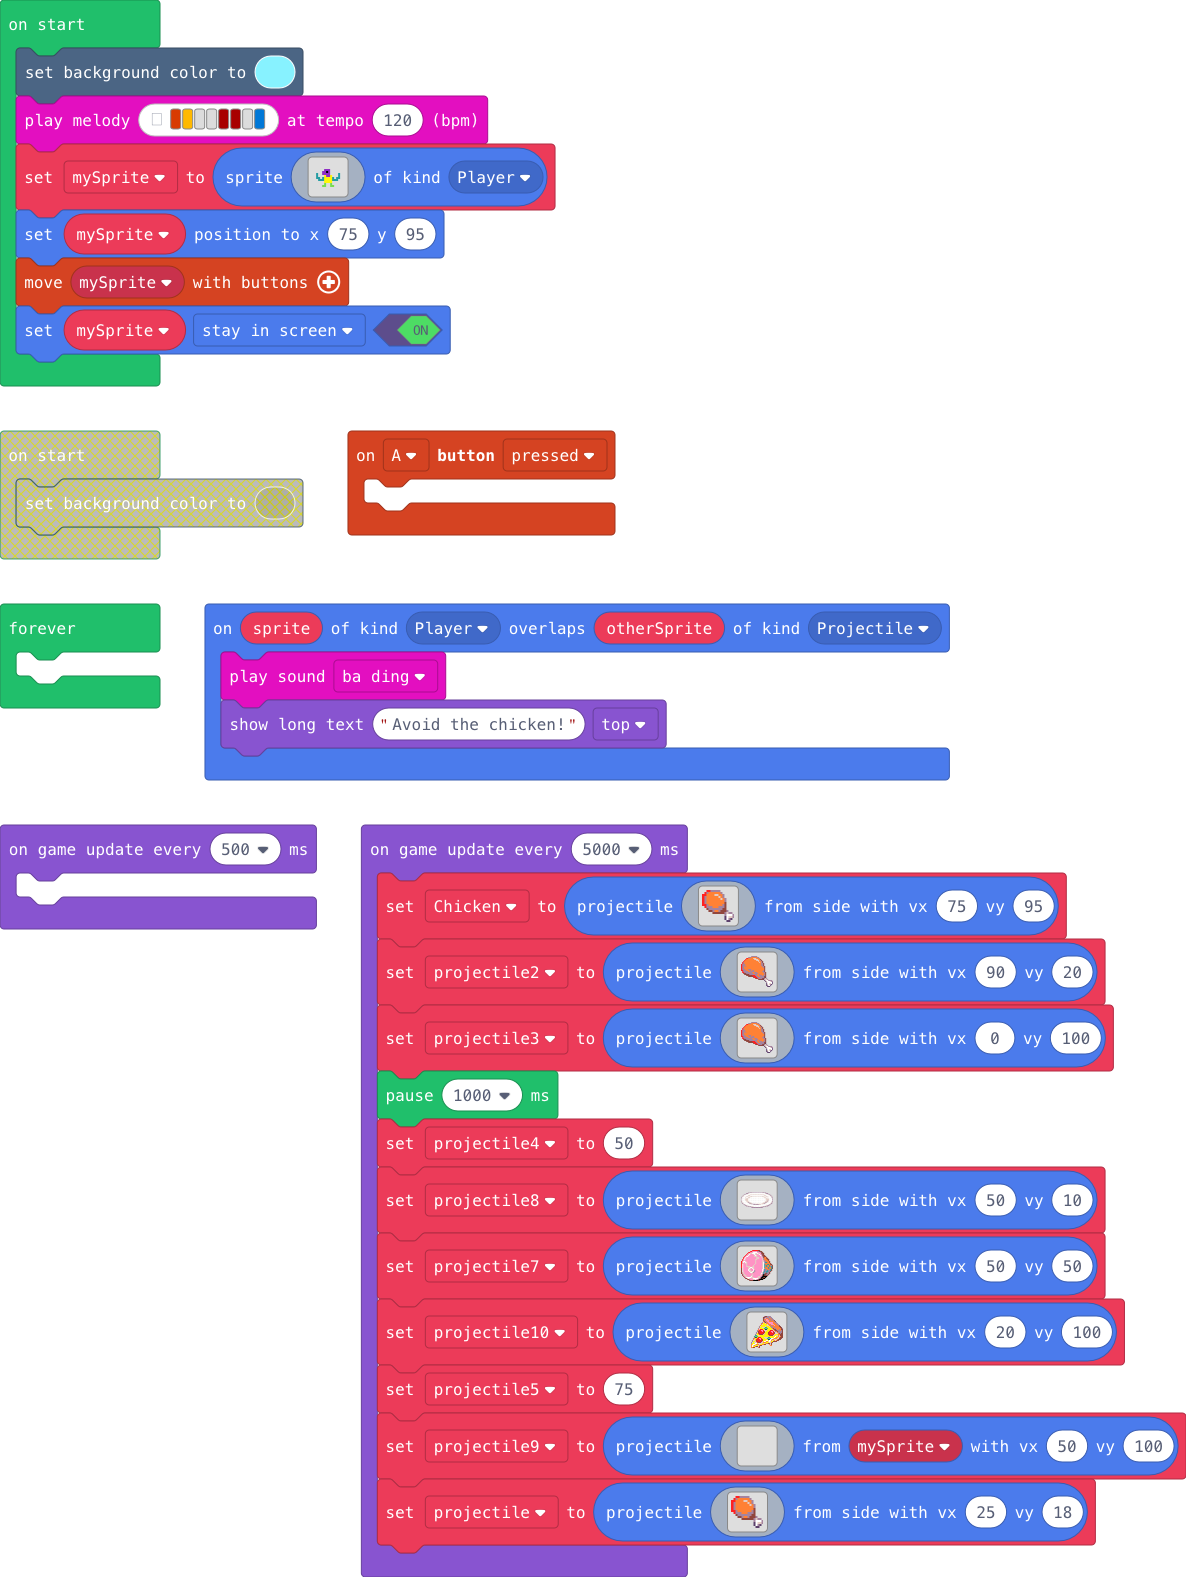 on start
set background color to
play melody at tempo 120 (bpm)
set mySprite to sprite of kind Player
set mySprite position to x 75 y 95
move mySprite with buttons
set mySprite stay in screen ON
on start
set background color to
on A button pressed
forever
on sprite of kind Player overlaps otherSprite of kind Projectile
play sound ba ding
show long text "Avoid the chicken!" top
on game update every 500 ms
on game update every 5000 ms
set Chicken to projectile from side with vx 75 vy 95
set projectile2 to projectile from side with vx 90 vy 20
set projectile3 to projectile from side with vx 0 vy 100
pause 1000 ms
set projectile4 to 50
set projectile8 to projectile from side with vx 50 vy 10
set projectile7 to projectile from side with vx 50 vy 50
set projectile10 to projectile from side with vx 20 vy 100
set projectile5 to 75
set projectile9 to projectile from mySprite with vx 50 vy 100
set projectile to projectile from side with vx 25 vy 18